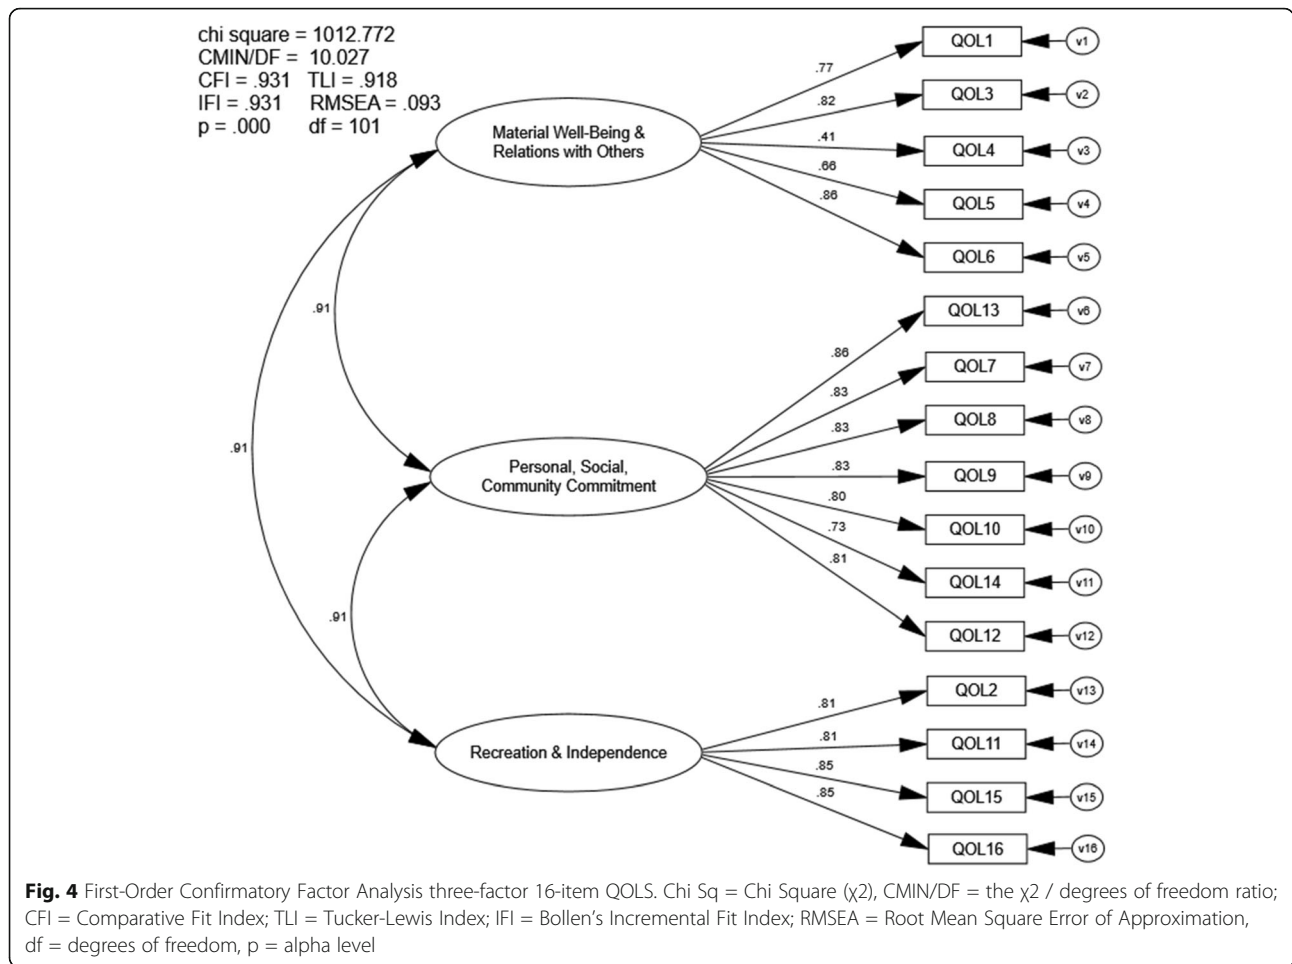 chi square = 1012.772
CMIN/DF = 10.027
CFI = .931 TLI = .918
IFI = .931 RMSEA = .093
p = .000 df = 101
Material Well-Being &
Relations with Others
.77
.82
.41
.66
.86
QOL1
v1
QOL3
v2
QOL4
v3
QOL5
v4
QOL6
v5
.91
.91
.91
Personal, Social,
Community Commitment
.86
.83
.83
.83
.80
.73
.81
QOL13
v6
QOL7
v7
QOL8
v8
QOL9
v9
QOL10
v10
QOL14
v11
QOL12
v12
Recreation & Independence
.81
.81
.85
.85
QOL2
v13
QOL11
v14
QOL15
v15
QOL16
v16
Fig. 4 First-Order Confirmatory Factor Analysis three-factor 16-item QOLS. Chi Sq = Chi Square (χ2), CMIN/DF = the χ2 / degrees of freedom ratio;
CFI = Comparative Fit Index; TLI = Tucker-Lewis Index; IFI = Bollen's Incremental Fit Index; RMSEA = Root Mean Square Error of Approximation,
df = degrees of freedom, p = alpha level